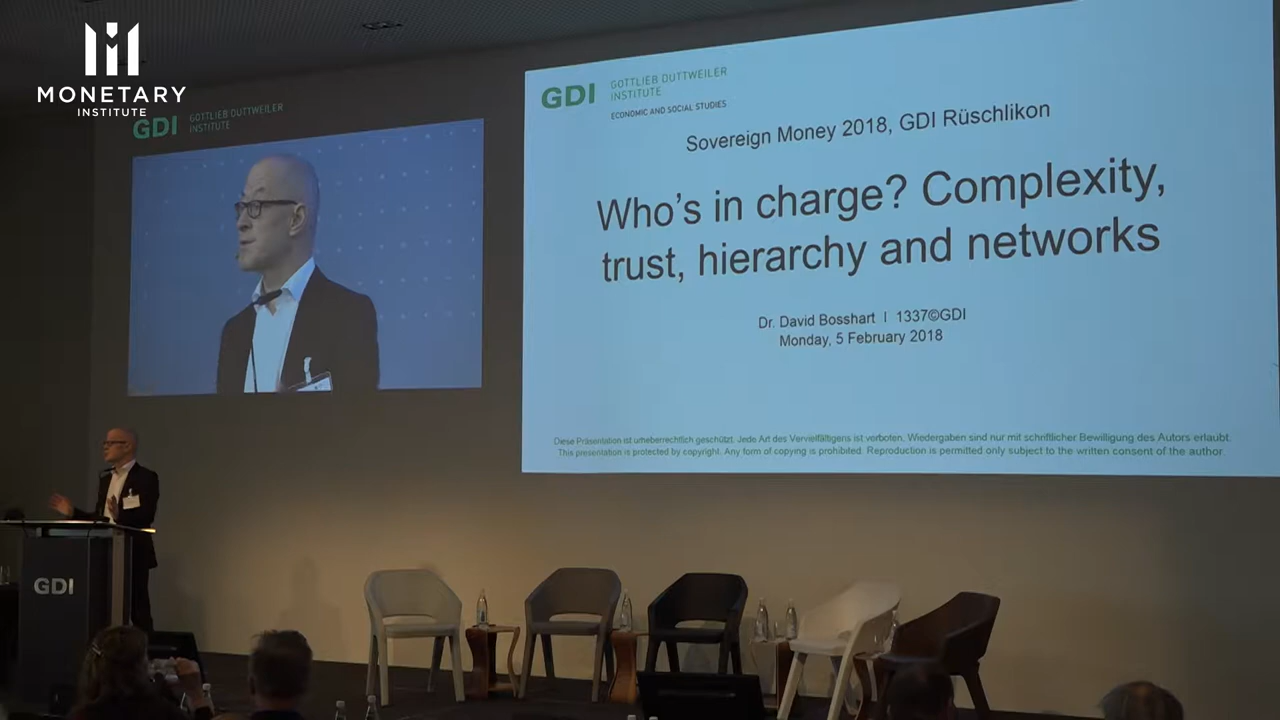 MONETARY
INSTITUTE
GDI GOTTLIEB DUTTWEILER
INSTITUTE
GDI GOTTLIEB DUTTWEILER
INSTITUTE
ECONOMIC AND SOCIAL STUDIES
Sovereign Money 2018, GDI Rüschlikon
Who's in charge? Complexity,
trust, hierarchy and networks
Dr. David Bosshart I 1337©GDI
Monday, 5 February 2018
Diese Präsentation ist urheberrechtlich geschützt. Jede Art des Vervielfältigens ist verboten. Wiedergaben sind nur mit schriftlicher Bewilligung des Autors erlaubt.
This presentation is protected by copyright. Any form of copying is prohibited. Reproduction is permitted only subject to the written consent of the author.
GDI